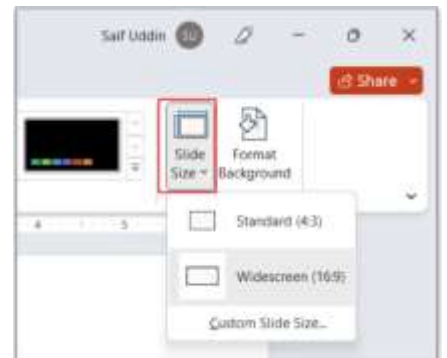 Saif Uddin SU
Share
Slide
Size
Format
Background
4 5
Standard (4:3)
Widescreen (16:9)
Custom Slide Size...